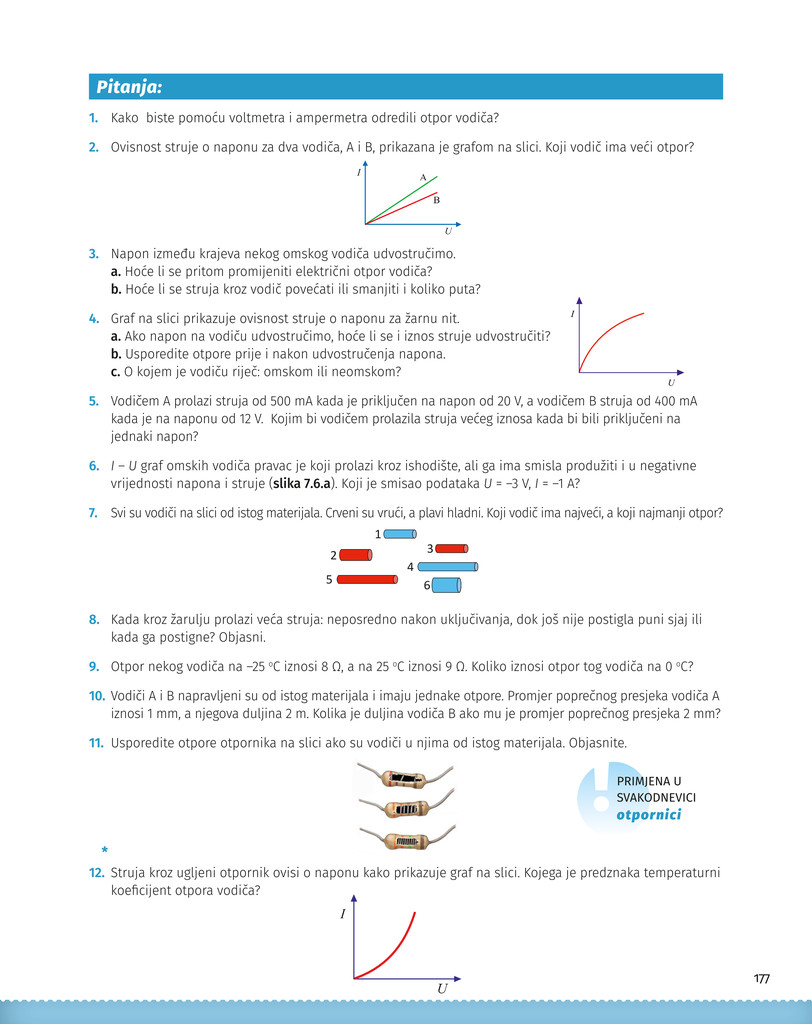 Pitanja:
1. Kako biste pomoću voltmetra i ampermetra odredili otpor vodiča?
2. Ovisnost struje o naponu za dva vodiča, A i B, prikazana je grafom na slici. Koji vodič ima veći otpor?
I
A
B
U
3. Napon između krajeva nekog omskog vodiča udvostručimo.
a. Hoće li se pritom promijeniti električni otpor vodiča?
b. Hoće li se struja kroz vodič povećati ili smanjiti i koliko puta?
4. Graf na slici prikazuje ovisnost struje o naponu za žarnu nit.
a. Ako napon na vodiču udvostručimo, hoće li se i iznos struje udvostručiti?
b. Usporedite otpore prije i nakon udvostručenja napona.
c. O kojem je vodiču riječ: omskom ili neomskom?
I
U
5. Vodičem A prolazi struja od 500 mA kada je priključen na napon od 20 V, a vodičem B struja od 400 mA
kada je na naponu od 12 V. Kojim bi vodičem prolazila struja većeg iznosa kada bi bili priključeni na
jednaki napon?
6. I – U graf omskih vodiča pravac je koji prolazi kroz ishodište, ali ga ima smisla produžiti i u negativne
vrijednosti napona i struje (slika 7.6.a). Koji je smisao podataka U = –3 V, I = –1 A?
7. Svi su vodiči na slici od istog materijala. Crveni su vrući, a plavi hladni. Koji vodič ima najveći, a koji najmanji otpor?
1
2
3
4
5
6
8. Kada kroz žarulju prolazi veća struja: neposredno nakon uključivanja, dok još nije postigla puni sjaj ili
kada ga postigne? Objasni.
9. Otpor nekog vodiča na –25 °C iznosi 8 Ω, a na 25 °C iznosi 9 Ω. Koliko iznosi otpor tog vodiča na 0 °C?
10. Vodiči A i B napravljeni su od istog materijala i imaju jednake otpore. Promjer poprečnog presjeka vodiča A
iznosi 1 mm, a njegova duljina 2 m. Kolika je duljina vodiča B ako mu je promjer poprečnog presjeka 2 mm?
11. Usporedite otpore otpornika na slici ako su vodiči u njima od istog materijala. Objasnite.
!
PRIMJENA U
SVAKODNEVICI
otpornici
*
12. Struja kroz ugljeni otpornik ovisi o naponu kako prikazuje graf na slici. Kojega je predznaka temperaturni
koeficijent otpora vodiča?
I
U
177